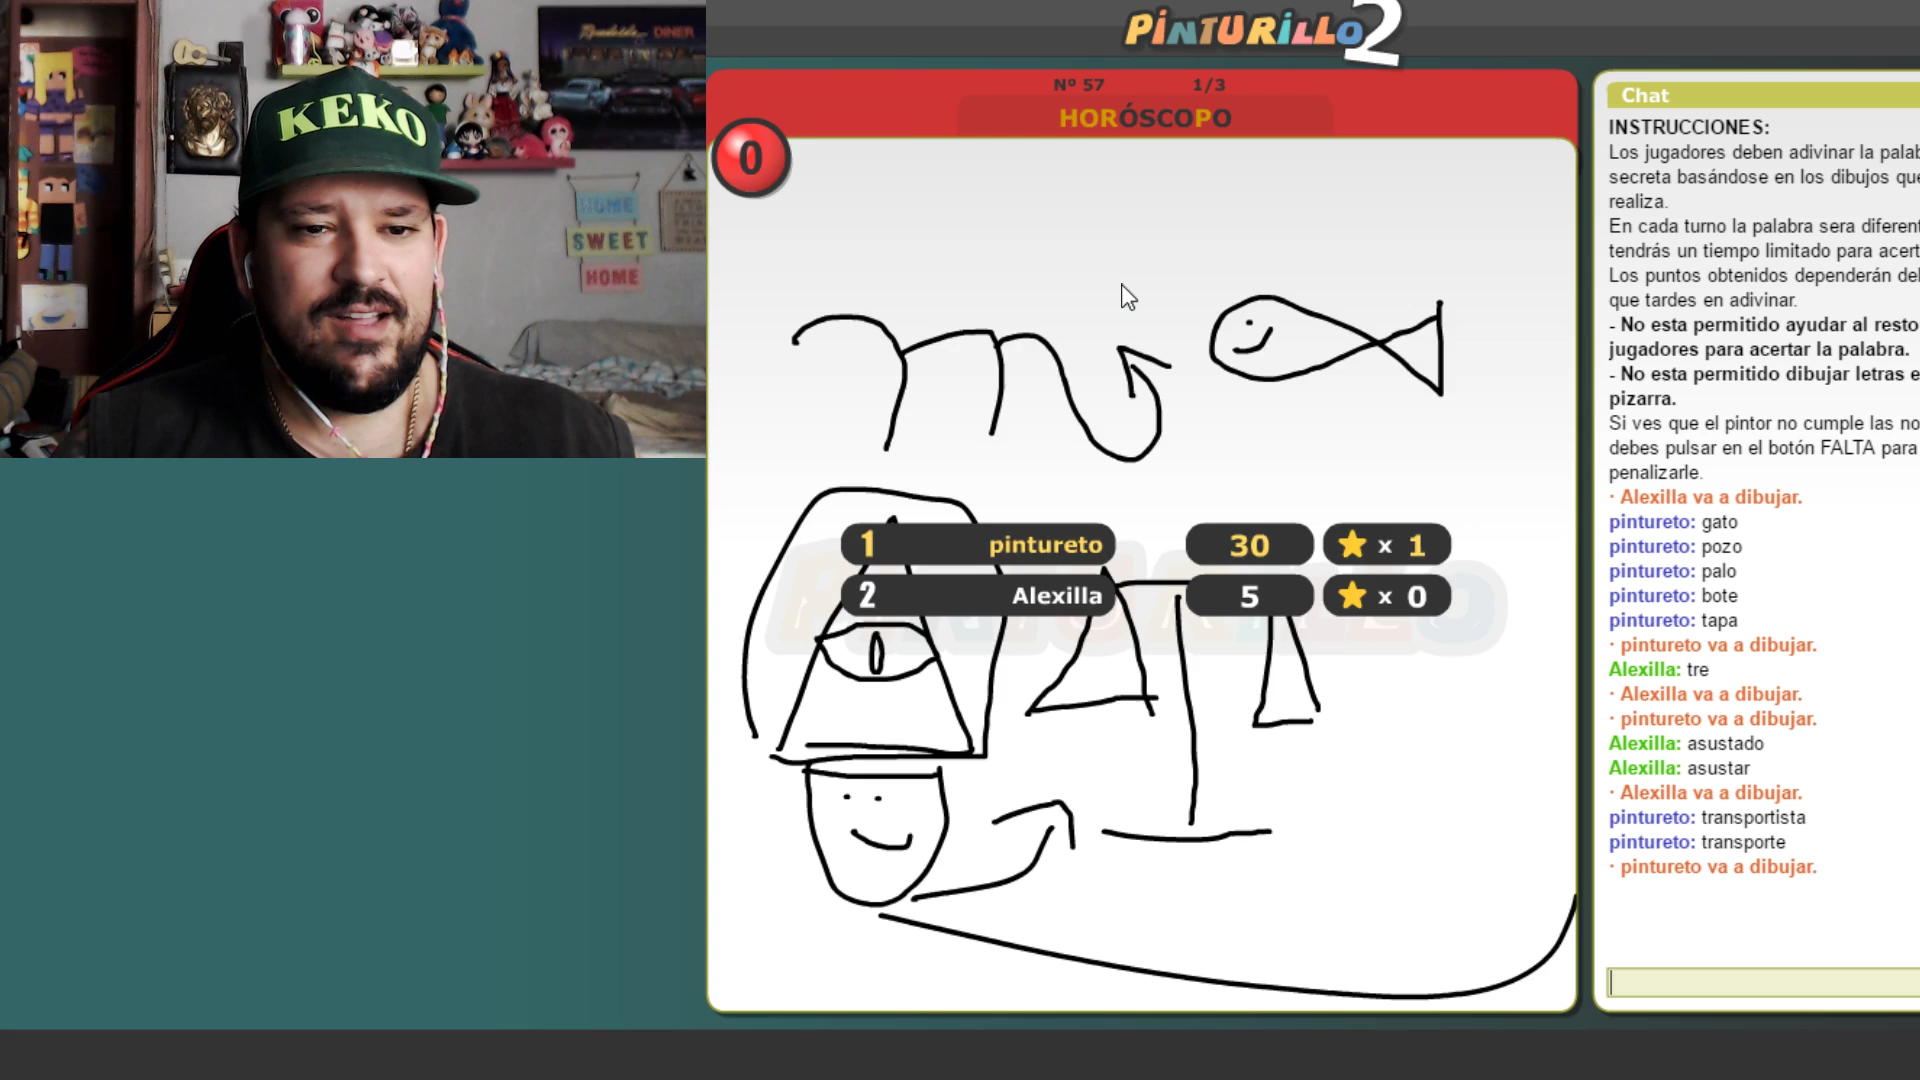 KEKO
Roadside DINER
HOME
SWEET
HOME
PiNTURiLLO2
Nº 57
1/3
HORÓSCOPO
0
1 pintureto 30 x 1
2 Alexilla 5 x 0
Chat
INSTRUCCIONES:
Los jugadores deben adivinar la palab
secreta basándose en los dibujos que
realiza.
En cada turno la palabra sera diferent
tendrás un tiempo limitado para acert
Los puntos obtenidos dependerán del
que tardes en adivinar.
- No esta permitido ayudar al resto
jugadores para acertar la palabra.
- No esta permitido dibujar letras e
pizarra.
Si ves que el pintor no cumple las no
debes pulsar en el botón FALTA para
penalizarle.
· Alexilla va a dibujar.
pintureto: gato
pintureto: pozo
pintureto: palo
pintureto: bote
pintureto: tapa
· pintureto va a dibujar.
Alexilla: tre
· Alexilla va a dibujar.
· pintureto va a dibujar.
Alexilla: asustado
Alexilla: asustar
· Alexilla va a dibujar.
pintureto: transportista
pintureto: transporte
· pintureto va a dibujar.